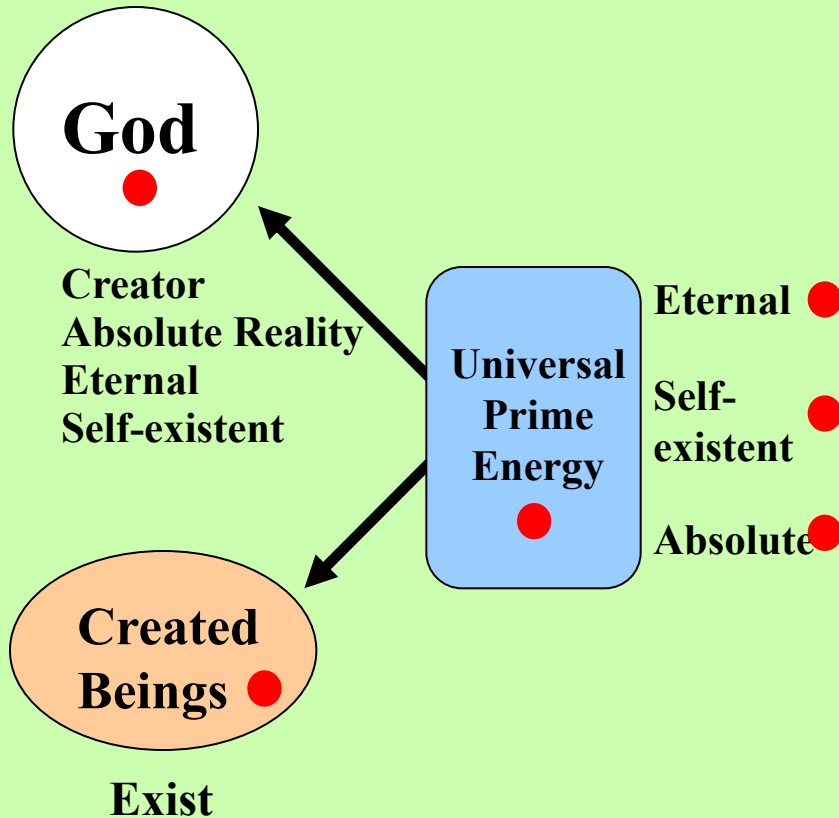 God
Creator
Absolute Reality
Eternal
Self-existent
Universal
Prime
Energy
Eternal
Self-
existent
Absolute
Created
Beings
Exist